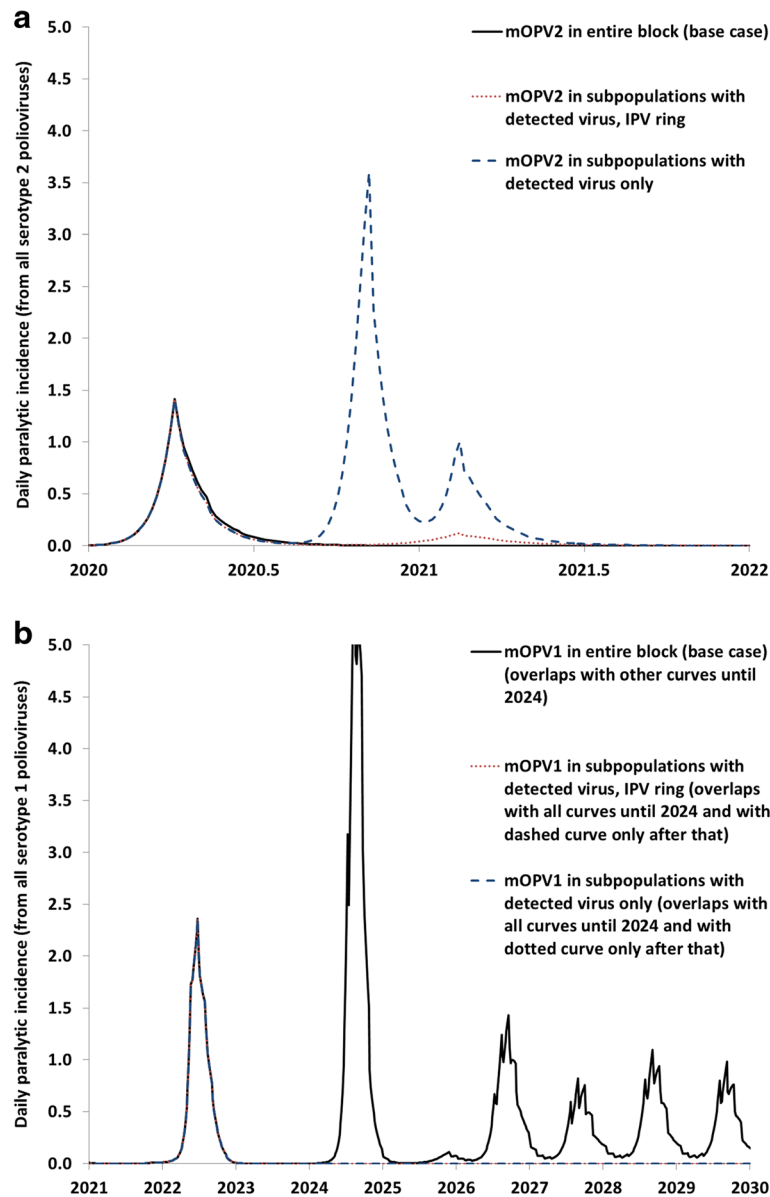 a
Daily paralytic incidence (from all serotype 2 polioviruses)
5.0
4.5
4.0
3.5
3.0
2.5
2.0
1.5
1.0
0.5
0.0
2020
2020.5
2021
2021.5
2022
mOPV2 in entire block (base case)
mOPV2 in subpopulations with
detected virus, IPV ring
mOPV2 in subpopulations with
detected virus only
b
Daily paralytic incidence (from all serotype 1 polioviruses)
5.0
4.5
4.0
3.5
3.0
2.5
2.0
1.5
1.0
0.5
0.0
2021
2022
2023
2024
2025
2026
2027
2028
2029
2030
mOPV1 in entire block (base case)
(overlaps with other curves until
2024)
mOPV1 in subpopulations with
detected virus, IPV ring (overlaps
with all curves until 2024 and with
dashed curve only after that)
mOPV1 in subpopulations with
detected virus only (overlaps with
all curves until 2024 and with
dotted curve only after that)